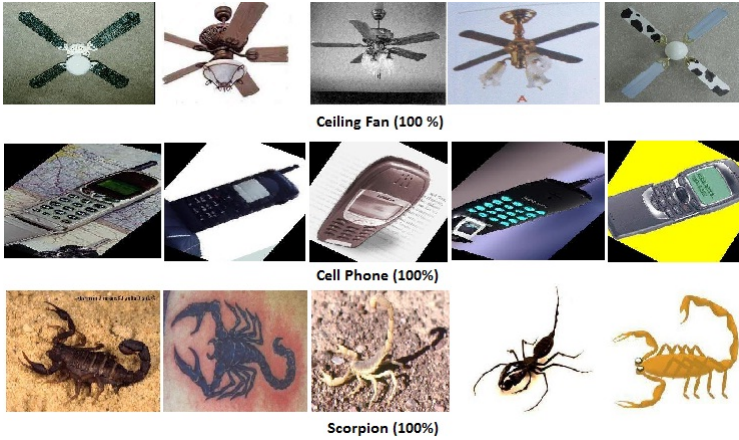 A
Ceiling Fan (100 %)
Cell Phone (100%)
Scorpion (100%)